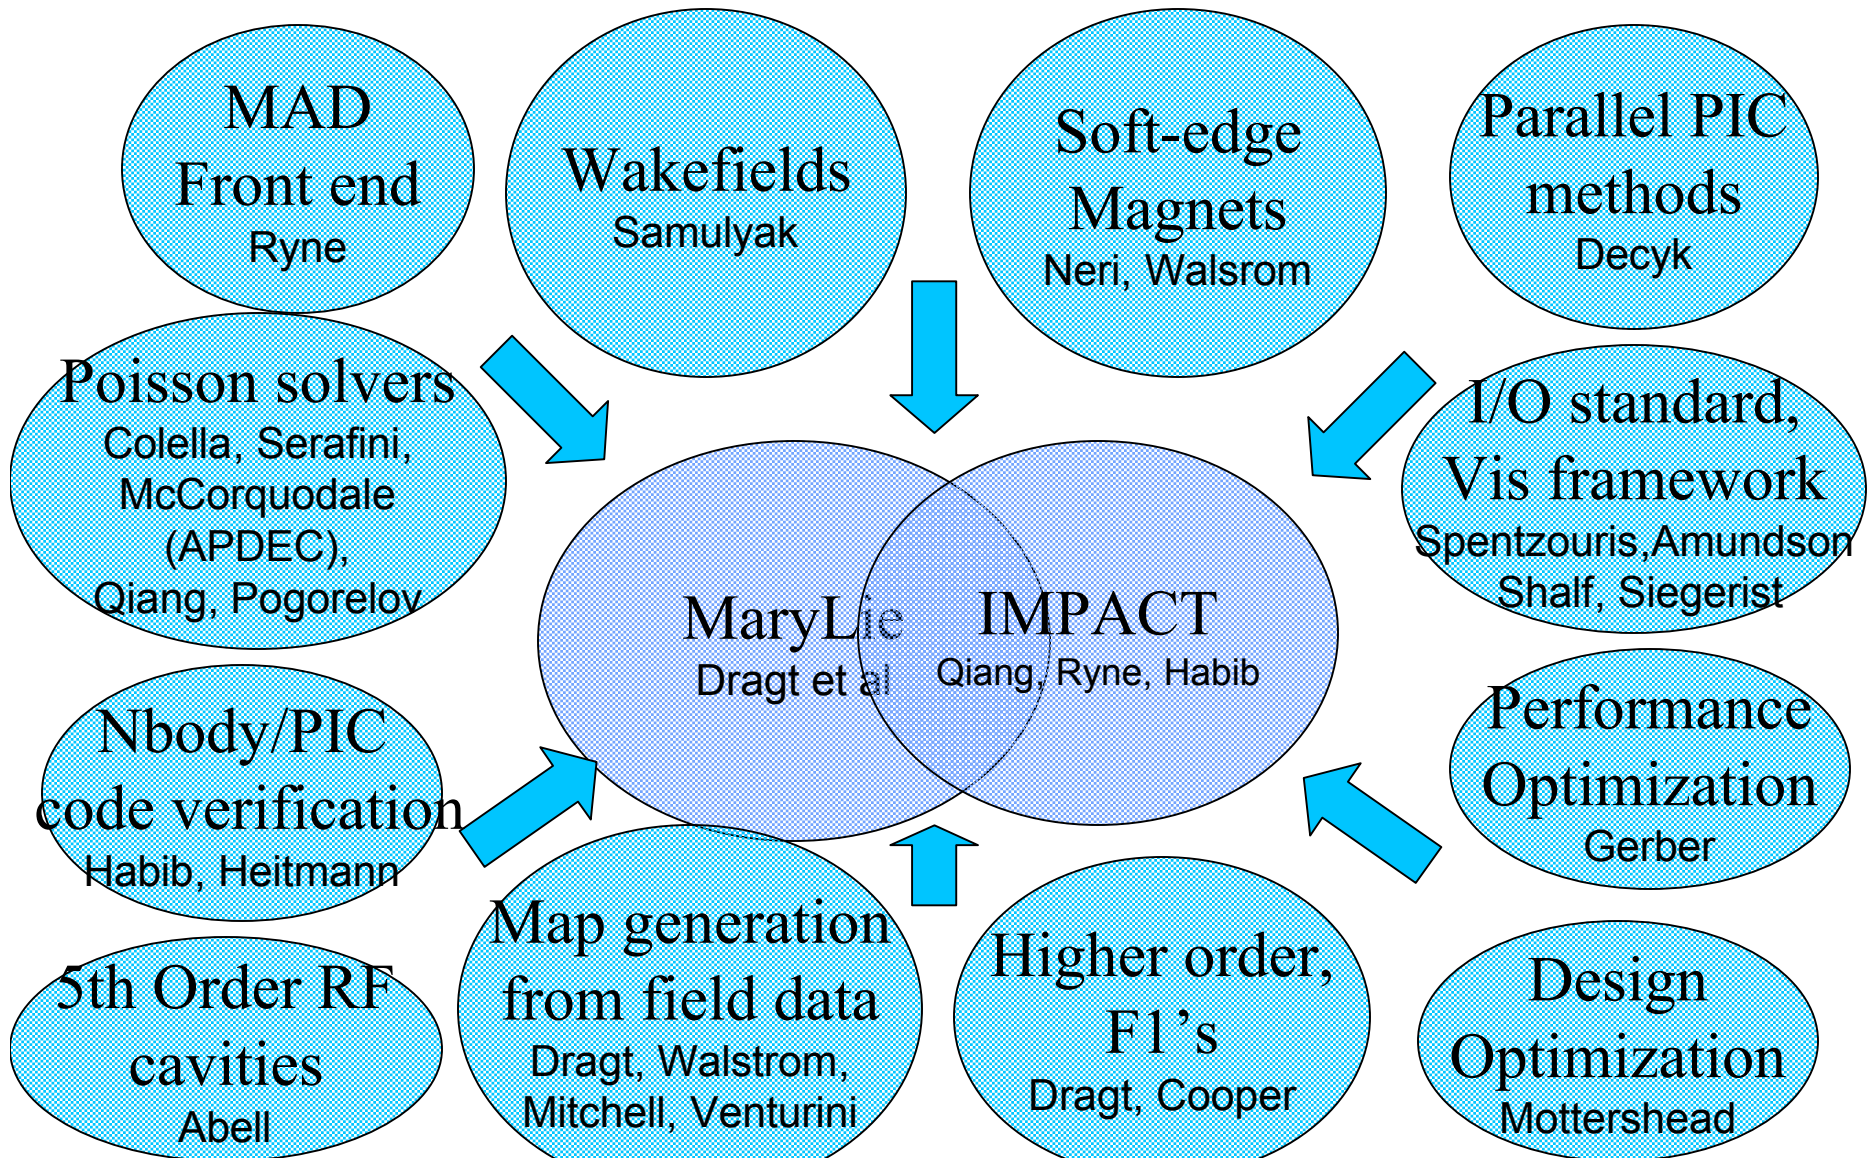 MAD
Front end
Ryne
Wakefields
Samulyak
Soft-edge
Magnets
Neri, Walsrom
Parallel PIC
methods
Decyk
Poisson solvers
Colella, Serafini,
McCorquodale
(APDEC),
Qiang, Pogorelov
I/O standard,
Vis framework
Spentzouris,Amundson
Shalf, Siegerist
MaryLie
Dragt et al
IMPACT
Qiang, Ryne, Habib
Nbody/PIC
code verification
Habib, Heitmann
Performance
Optimization
Gerber
5th Order RF
cavities
Abell
Map generation
from field data
Dragt, Walstrom,
Mitchell, Venturini
Higher order,
F1’s
Dragt, Cooper
Design
Optimization
Mottershead